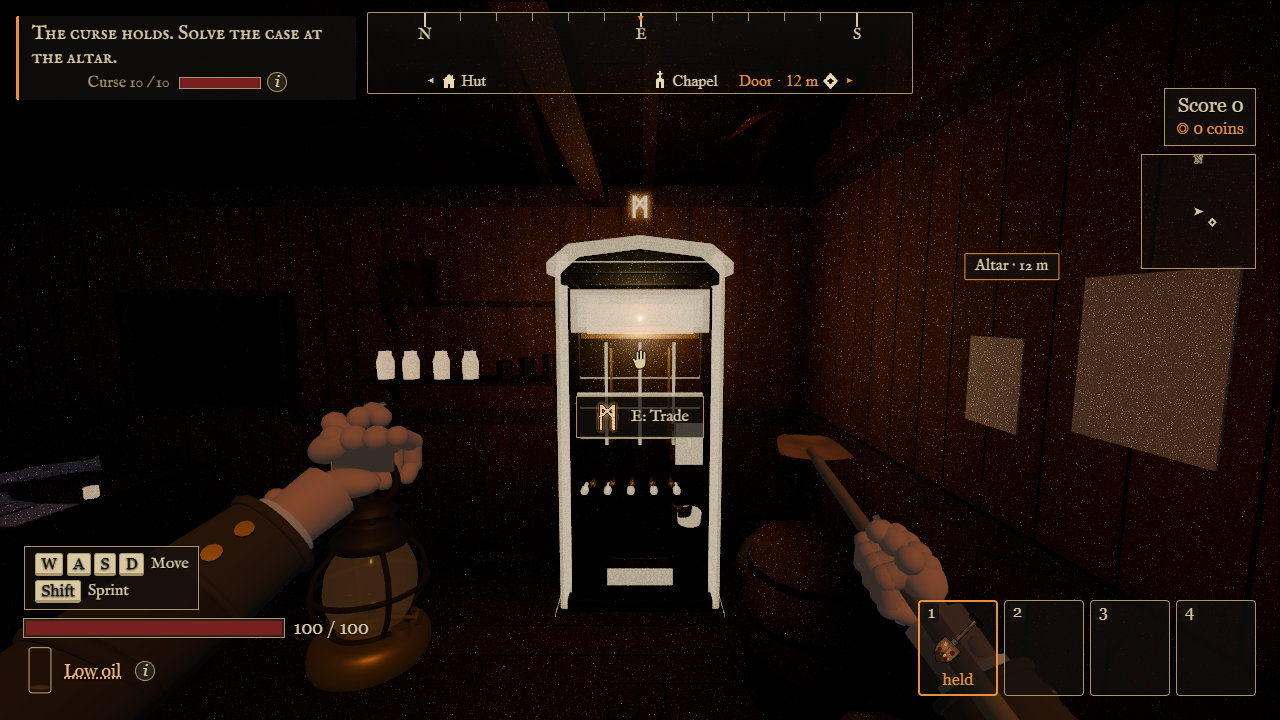 The curse holds. Solve the case at
the altar.
Curse 10/10 i
N E S
Hut Chapel Door · 12 m
Score 0
0 coins
Altar · 12 m
E: Trade
W A S D Move
Shift Sprint
100 / 100
Low oil i
1 2 3 4
held